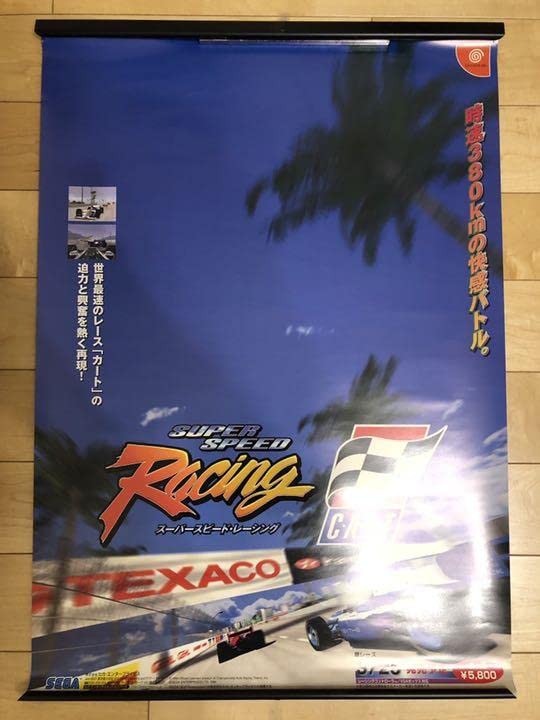 時速380kmの快感バトル。
世界最速のレース「カート」の
迫力と興奮を熱く再現！
SUPER
SPEED
Racing
スーパースピード・レーシング
CART
TEXACO
SEGA
¥5,800